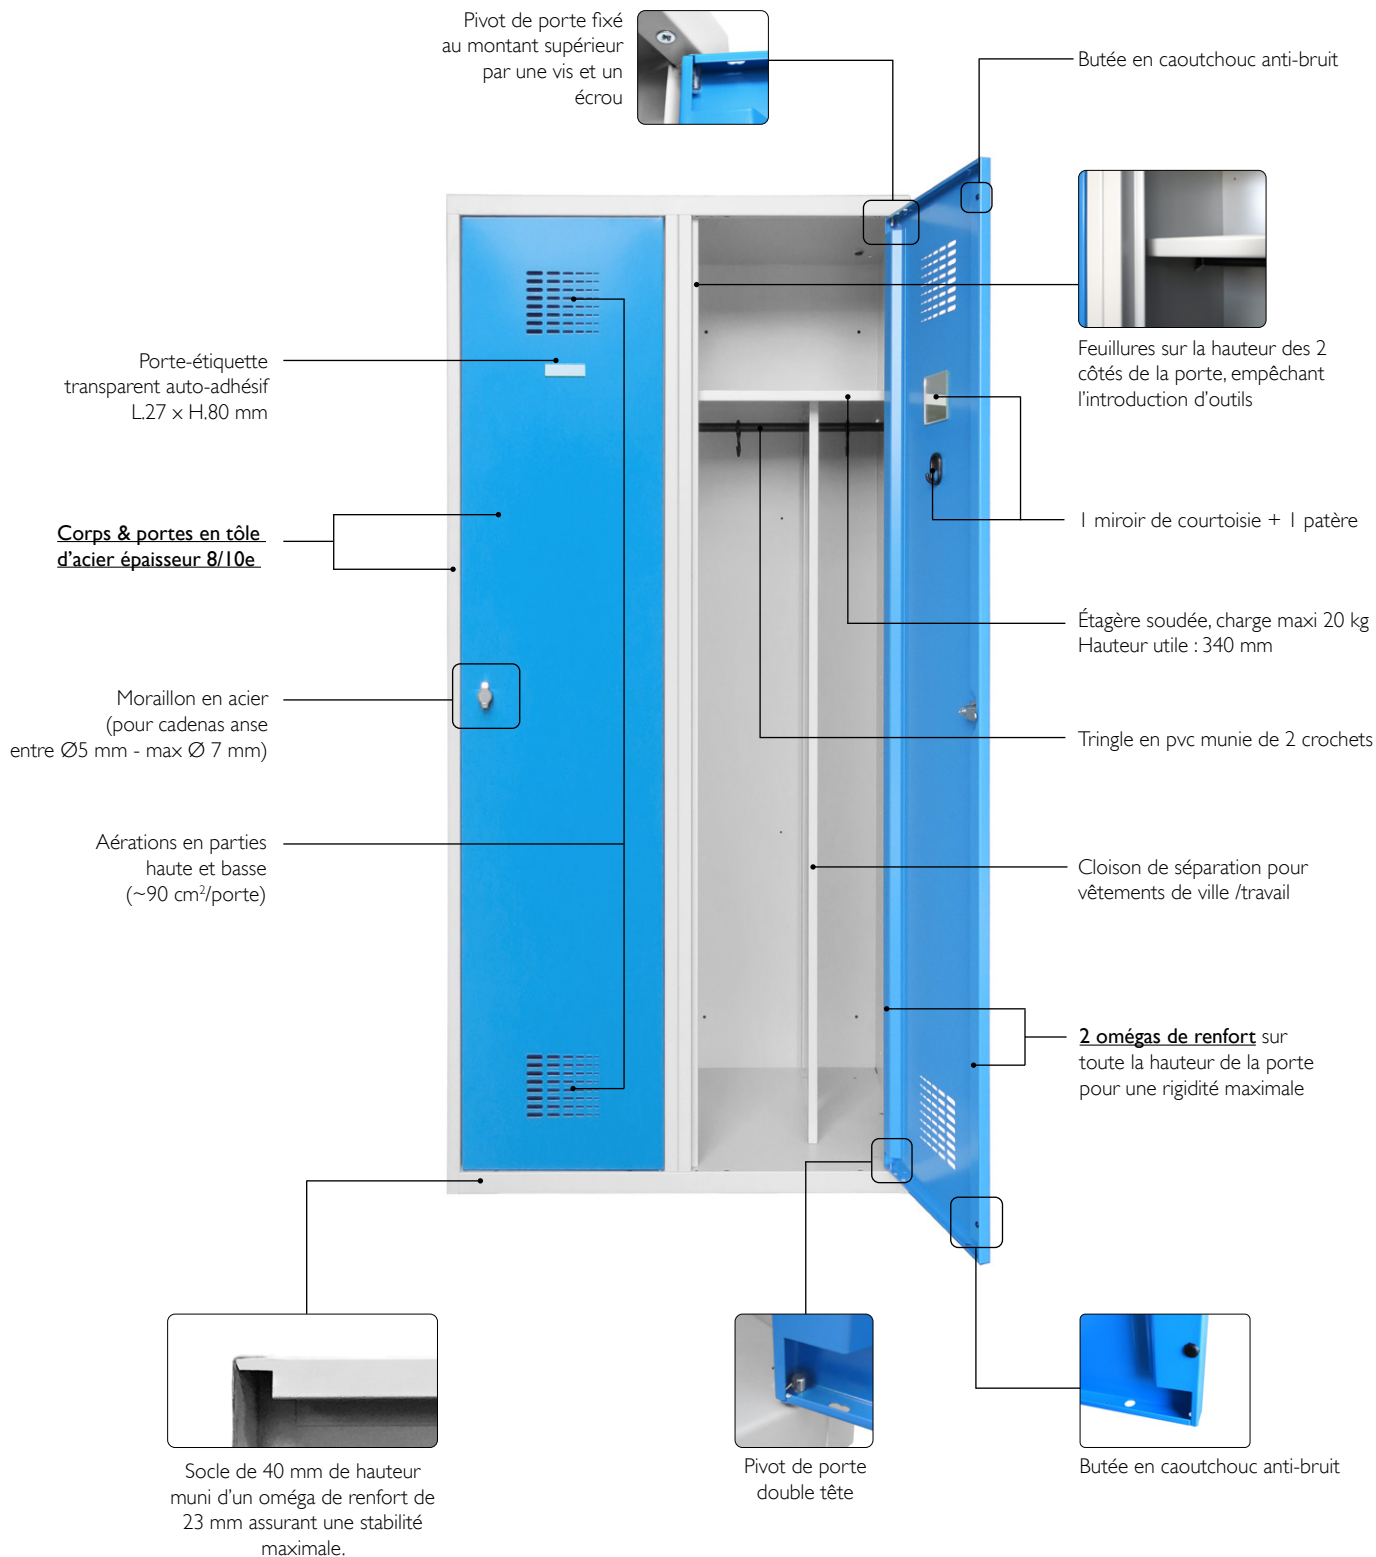 Pivot de porte fixé
au montant supérieur
par une vis et un
écrou
Butée en caoutchouc anti-bruit
Feuillures sur la hauteur des 2
côtés de la porte, empêchant
l'introduction d'outils
Porte-étiquette
transparent auto-adhésif
L.27 x H.80 mm
1 miroir de courtoisie + 1 patère
Corps & portes en tôle
d'acier épaisseur 8/10e
Étagère soudée, charge maxi 20 kg
Hauteur utile : 340 mm
Moraillon en acier
(pour cadenas anse
entre Ø5 mm - max Ø 7 mm)
Tringle en pvc munie de 2 crochets
Aérations en parties
haute et basse
(~90 cm²/porte)
Cloison de séparation pour
vêtements de ville /travail
2 omégas de renfort sur
toute la hauteur de la porte
pour une rigidité maximale
Socle de 40 mm de hauteur
muni d'un oméga de renfort de
23 mm assurant une stabilité
maximale.
Pivot de porte
double tête
Butée en caoutchouc anti-bruit